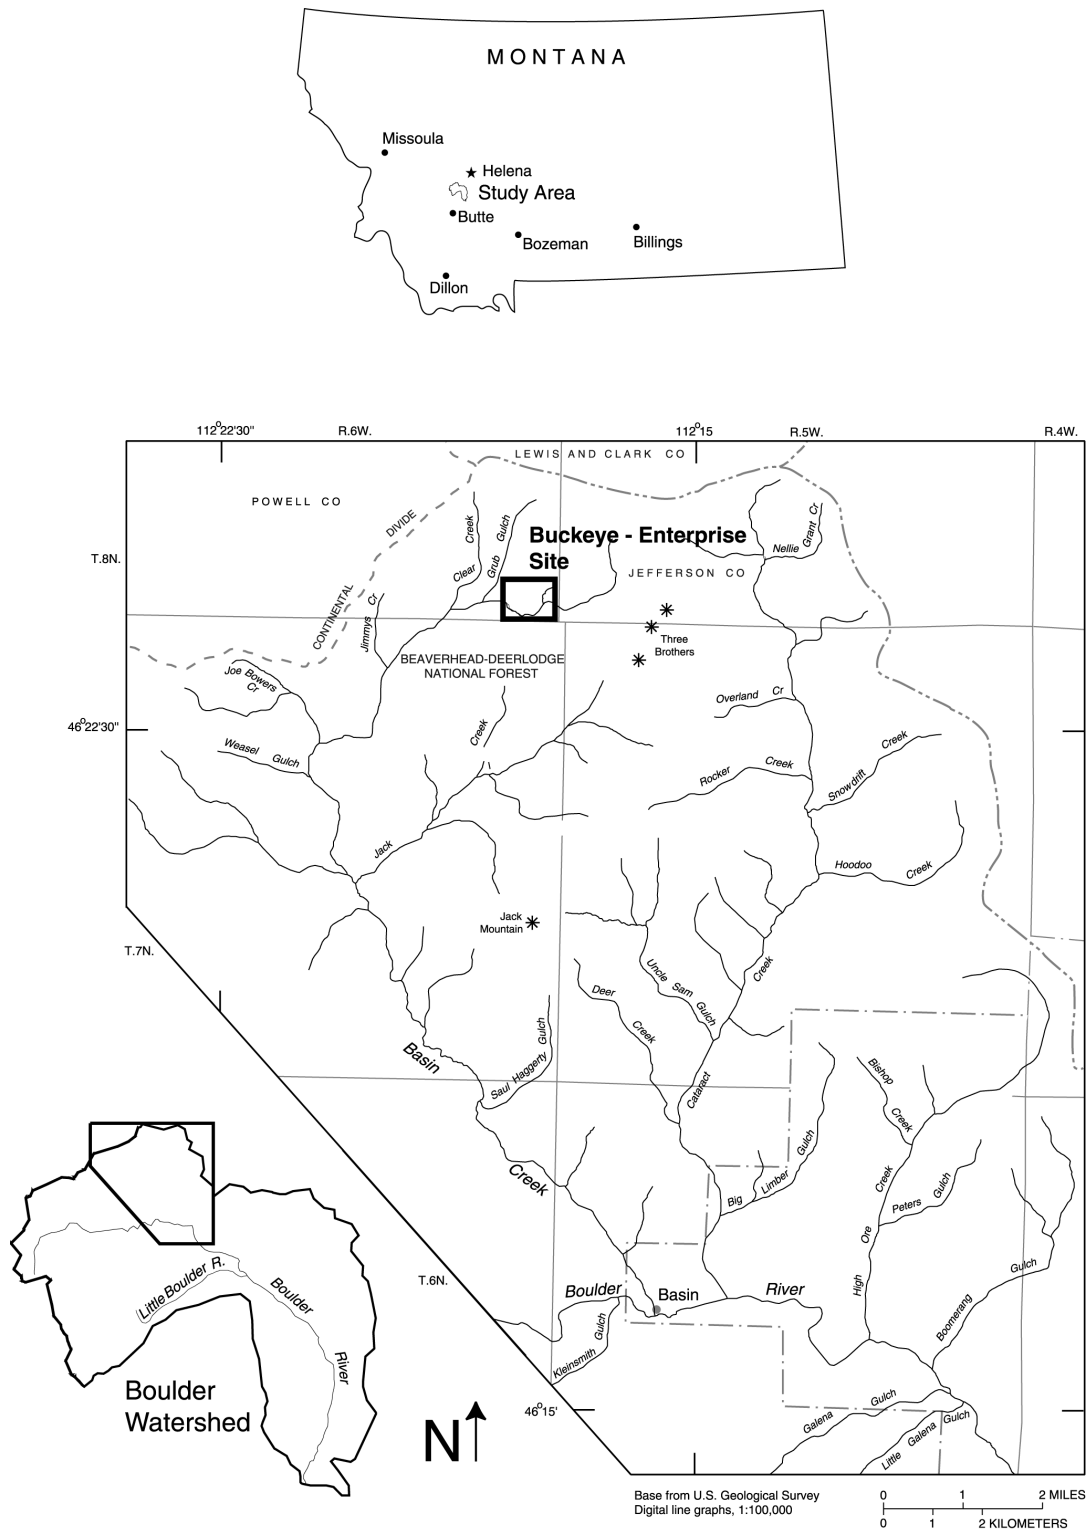 MONTANA
Missoula
Helena
Study Area
Butte
Bozeman
Billings
Dillon
112°22'30"
R.6W.
112°15
R.5W.
R.4W.
LEWIS AND CLARK CO
POWELL CO
DIVIDE
CONTINENTAL
Clear Creek
Grub Gulch
Buckeye - Enterprise
Site
Nellie Grant Cr
JEFFERSON CO
T.8N.
Jimmys Cr
Three
Brothers
BEAVERHEAD-DEERLODGE
NATIONAL FOREST
Joe Bowers
Cr
Overland Cr
46°22'30"
Weasel Gulch
Creek
Rocker Creek
Snowdrift Creek
Jack
Hoodoo Creek
Jack
Mountain
T.7N.
Uncle Sam Gulch
Creek
Deer Creek
Basin
Saul Haggerty Gulch
Cataract
Bishop Creek
Creek
Big Limber Gulch
Peters Gulch
High Ore Creek
T.6N.
Boulder
Basin
River
Boomerang Gulch
Kleinsmith Gulch
46°15'
Galena Gulch
Little Galena Gulch
Little Boulder R.
Boulder
River
Boulder
Watershed
N
Base from U.S. Geological Survey
Digital line graphs, 1:100,000
0 1 2 MILES
0 1 2 KILOMETERS